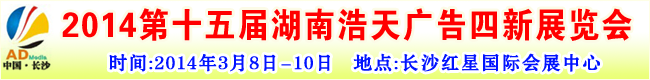 2014第十五届湖南浩天广告四新展览会
AD Media
中国·长沙
时间:2014年3月8日-10日 地点:长沙红星国际会展中心